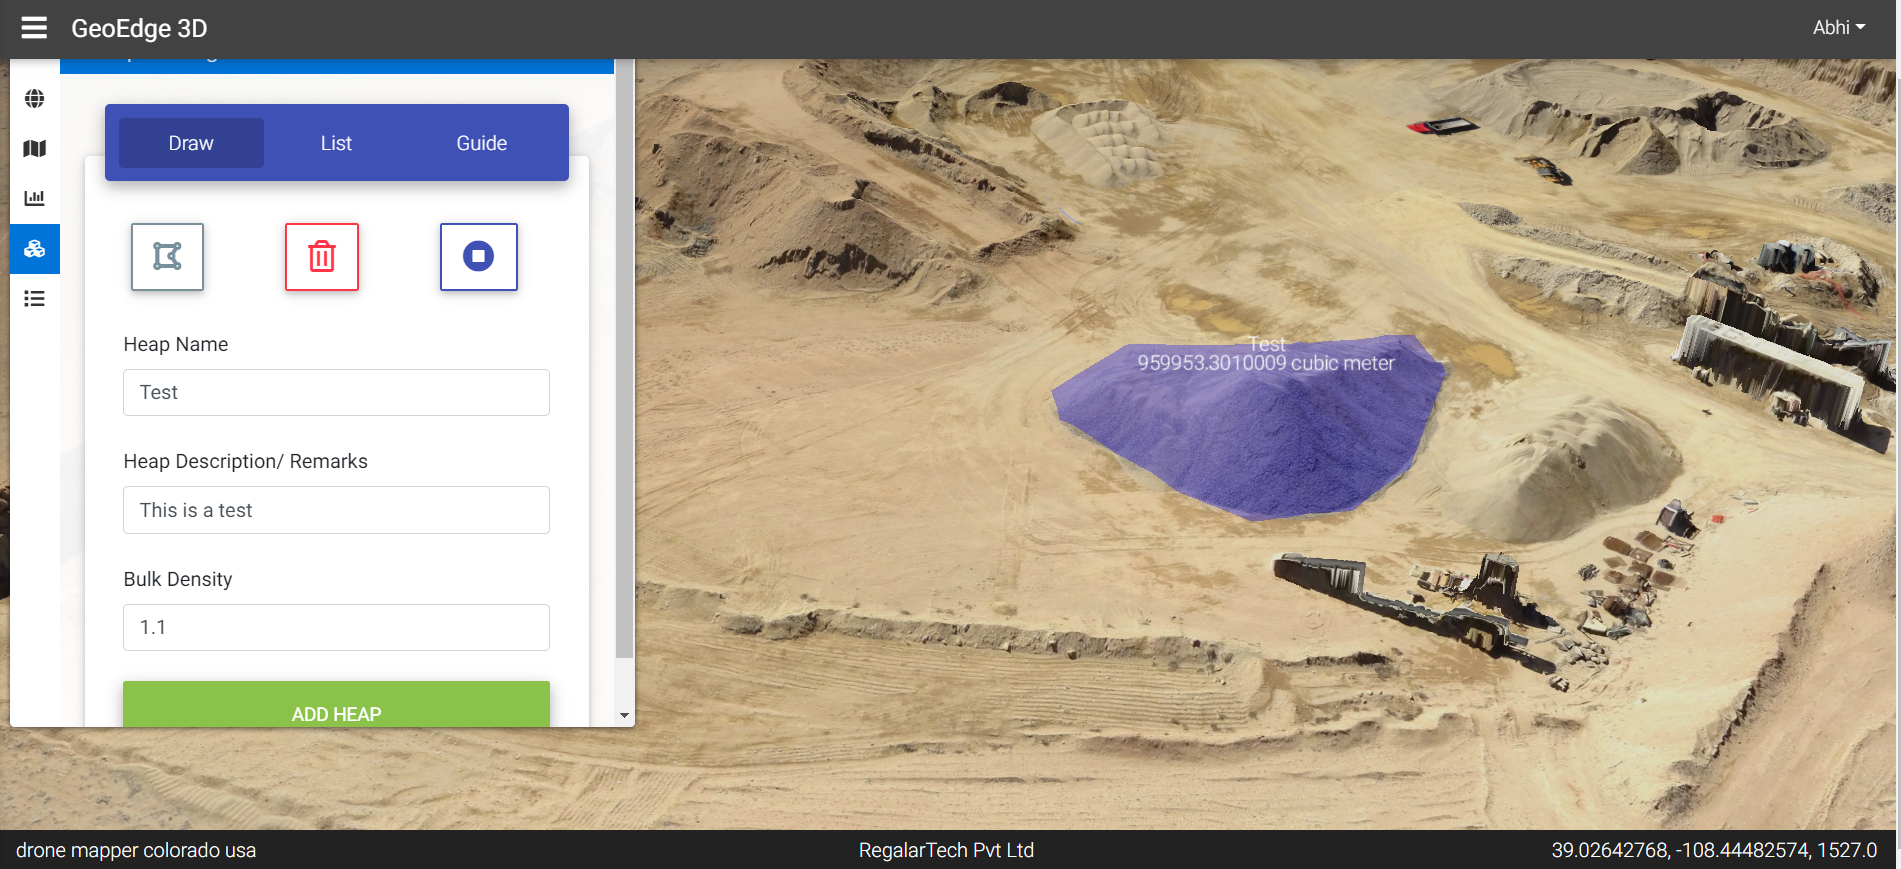 GeoEdge 3D
Abhi
Draw List Guide
Heap Name
Test
Heap Description/ Remarks
This is a test
Bulk Density
1.1
ADD HEAP
Test
959953.3010009 cubic meter
drone mapper colorado usa
RegalarTech Pvt Ltd
39.02642768, -108.44482574, 1527.0